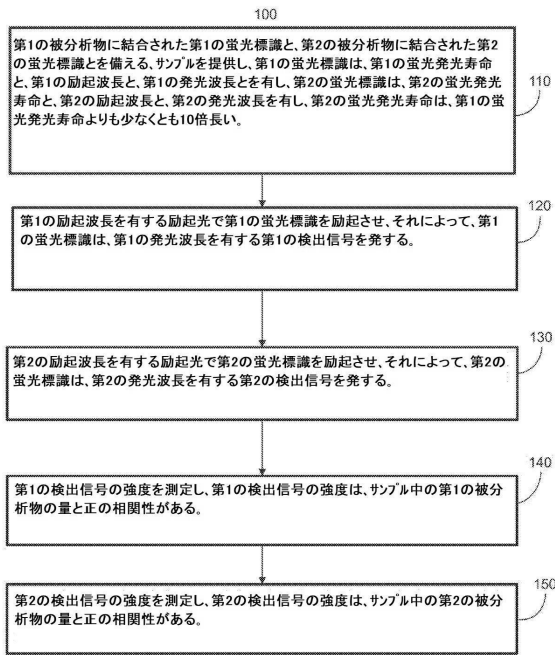 100
第1の被分析物に結合された第1の蛍光標識と、第2の被分析物に結合された第2
の蛍光標識とを備える、サンプルを提供し、第1の蛍光標識は、第1の蛍光発光寿命
と、第1の励起波長と、第1の発光波長とを有し、第2の蛍光標識は、第2の蛍光発光
寿命と、第2の励起波長と、第2の発光波長を有し、第2の蛍光発光寿命は、第1の蛍
光発光寿命よりも少なくとも10倍長い。
110
第1の励起波長を有する励起光で第1の蛍光標識を励起させ、それによって、第1
の蛍光標識は、第1の発光波長を有する第1の検出信号を発する。
120
第2の励起波長を有する励起光で第2の蛍光標識を励起させ、それによって、第2の
蛍光標識は、第2の発光波長を有する第2の検出信号を発する。
130
第1の検出信号の強度を測定し、第1の検出信号の強度は、サンプル中の第1の被分
析物の量と正の相関性がある。
140
第2の検出信号の強度を測定し、第2の検出信号の強度は、サンプル中の第2の被分
析物の量と正の相関性がある。
150